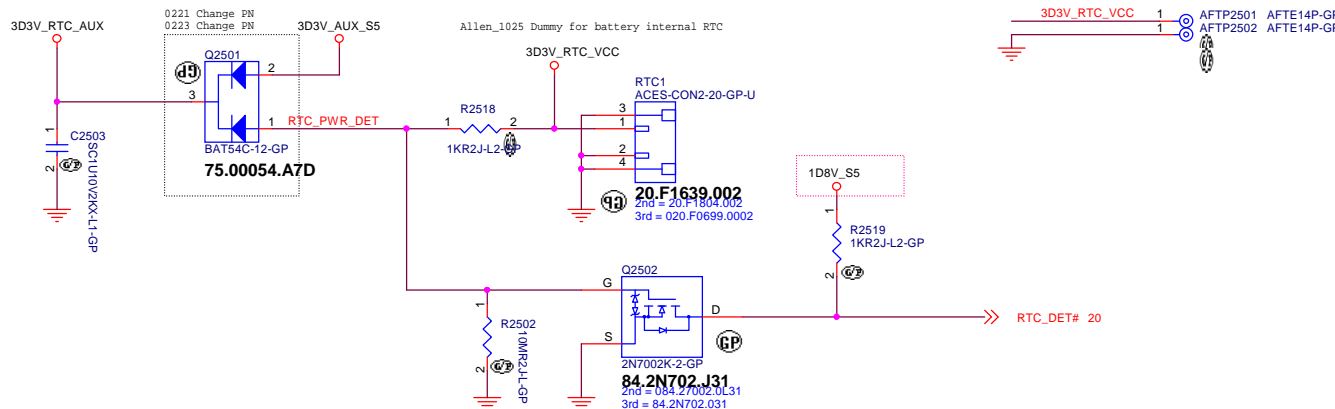 0221 Change PN
0223 Change PN
3D3V_RTC_AUX
3D3V_AUX_S5
Allen_1025 Dummy for battery internal RTC
3D3V_RTC_VCC
3D3V_RTC_VCC 1 AFTP2501 AFTE14P-GP
1 AFTP2502 AFTE14P-GP
Q2501
GP
2
3
1 RTC_PWR_DET
BAT54C-12-GP
75.00054.A7D
1
C2503
2
SC1U10V2KX-L1-GP
R2518
1 2
1KR2J-L2-GP
RTC1
ACES-CON2-20-GP-U
3
1
2
4
GP
20.F1639.002
2nd = 20.F1804.002
3rd = 020.F0699.0002
1D8V_S5
1
R2519
1KR2J-L2-GP
2
Q2502
G
D
S
GP
2N7002K-2-GP
84.2N702.J31
2nd = 084.27002.0L31
3rd = 84.2N702.031
1
R2502
2
10MR2J-L-GP
RTC_DET# 20